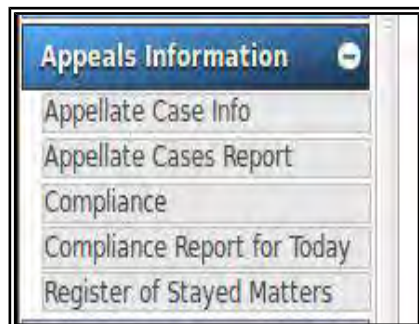 Appeals Information
Appellate Case Info
Appellate Cases Report
Compliance
Compliance Report for Today
Register of Stayed Matters